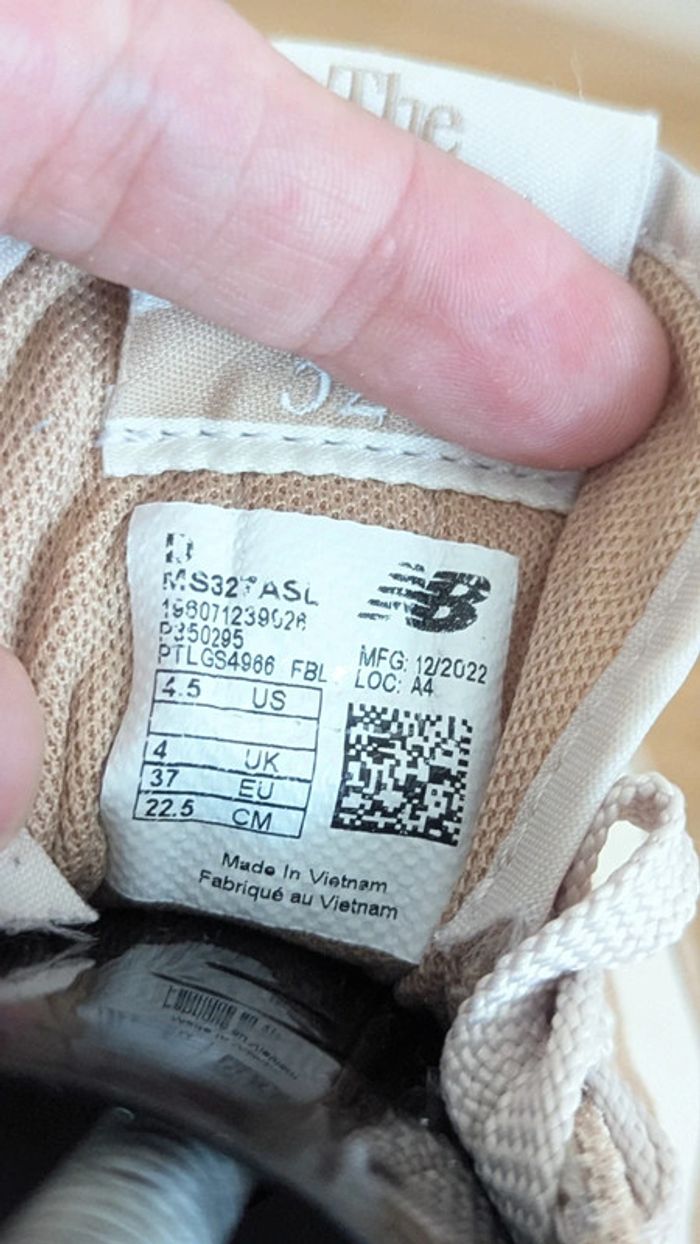 The
32
D
MS327ASL
196071239026
P350295
PTLGS4966 FBL
MFG: 12/2022
LOC: A4
4.5 US
4 UK
37 EU
22.5 CM
Made In Vietnam
Fabriqué au Vietnam